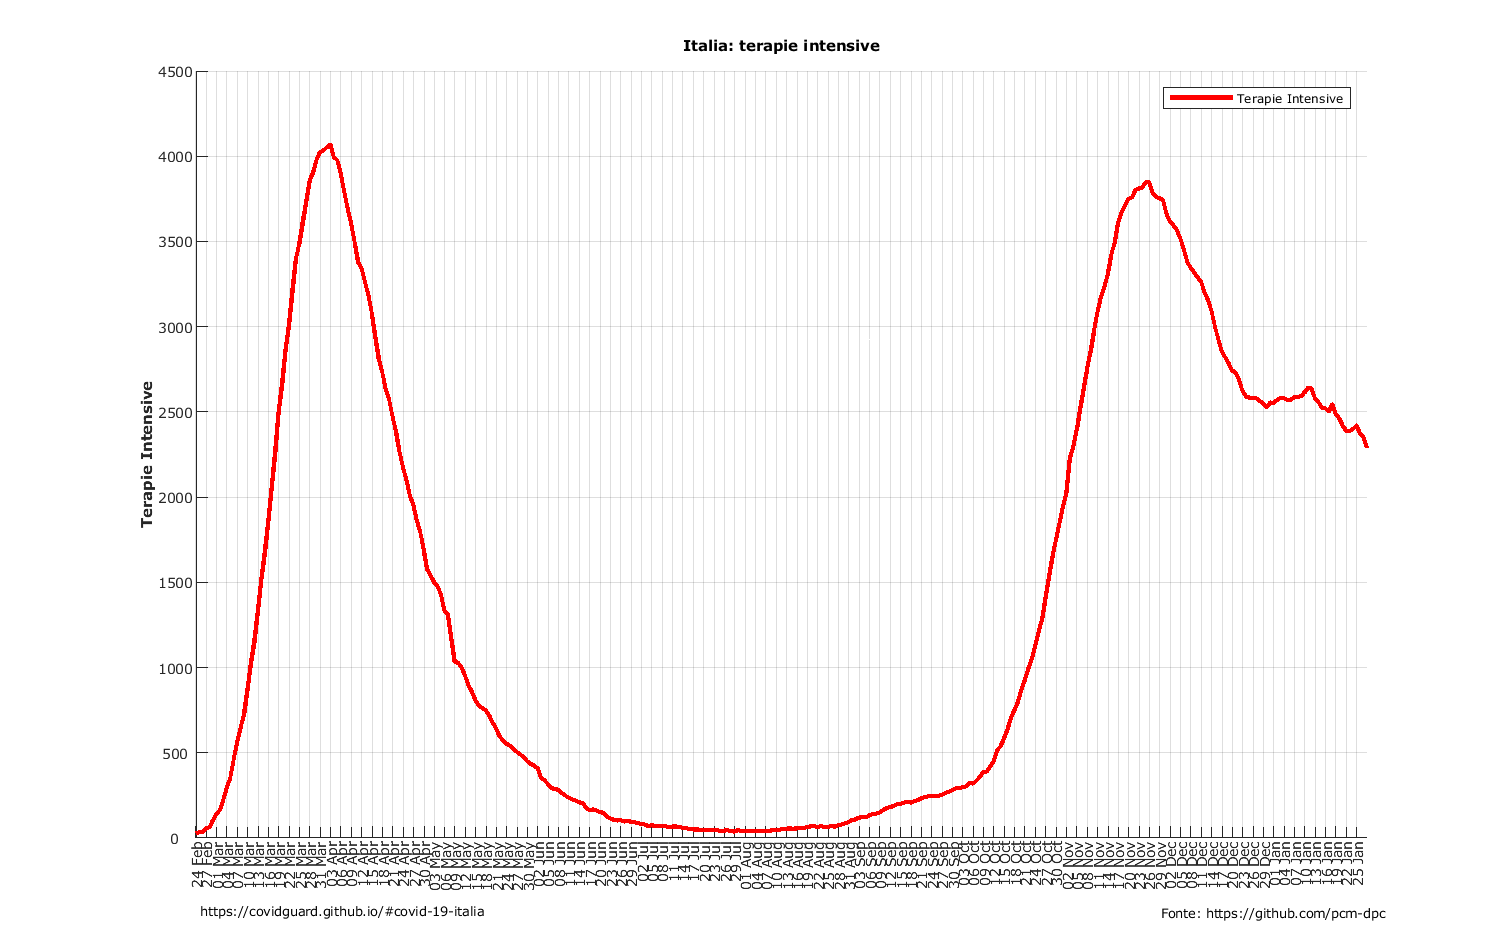 Italia: terapie intensive
Terapie Intensive
Terapie Intensive
4500
4000
3500
3000
2500
2000
1500
1000
500
0
24 Feb
27 Feb
01 Mar
04 Mar
07 Mar
10 Mar
13 Mar
16 Mar
19 Mar
22 Mar
25 Mar
28 Mar
31 Mar
03 Apr
06 Apr
09 Apr
12 Apr
15 Apr
18 Apr
21 Apr
24 Apr
27 Apr
30 Apr
03 May
06 May
09 May
12 May
15 May
18 May
21 May
24 May
27 May
30 May
02 Jun
05 Jun
08 Jun
11 Jun
14 Jun
17 Jun
20 Jun
23 Jun
26 Jun
29 Jun
02 Jul
05 Jul
08 Jul
11 Jul
14 Jul
17 Jul
20 Jul
23 Jul
26 Jul
29 Jul
01 Aug
04 Aug
07 Aug
10 Aug
13 Aug
16 Aug
19 Aug
22 Aug
25 Aug
28 Aug
31 Aug
03 Sep
06 Sep
09 Sep
12 Sep
15 Sep
18 Sep
21 Sep
24 Sep
27 Sep
30 Sep
03 Oct
06 Oct
09 Oct
12 Oct
15 Oct
18 Oct
21 Oct
24 Oct
27 Oct
30 Oct
02 Nov
05 Nov
08 Nov
11 Nov
14 Nov
17 Nov
20 Nov
23 Nov
26 Nov
29 Nov
02 Dec
05 Dec
08 Dec
11 Dec
14 Dec
17 Dec
20 Dec
23 Dec
26 Dec
29 Dec
01 Jan
04 Jan
07 Jan
10 Jan
13 Jan
16 Jan
19 Jan
22 Jan
25 Jan
https://covidguard.github.io/#covid-19-italia
Fonte: https://github.com/pcm-dpc